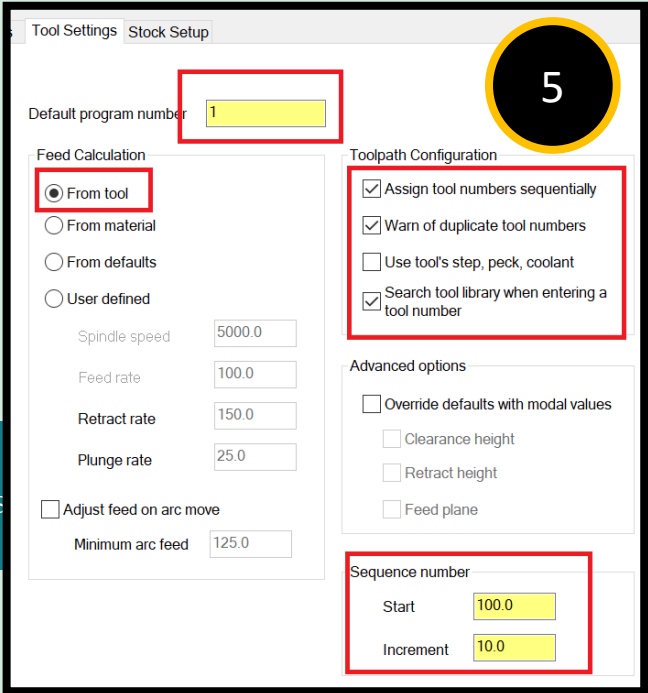 Tool Settings
Stock Setup
5
Default program number
1
Feed Calculation
From tool
From material
From defaults
User defined
Spindle speed
5000.0
Feed rate
100.0
Retract rate
150.0
Plunge rate
25.0
Adjust feed on arc move
Minimum arc feed
125.0
Toolpath Configuration
Assign tool numbers sequentially
Warn of duplicate tool numbers
Use tool's step, peck, coolant
Search tool library when entering a
tool number
Advanced options
Override defaults with modal values
Clearance height
Retract height
Feed plane
Sequence number
Start
100.0
Increment
10.0